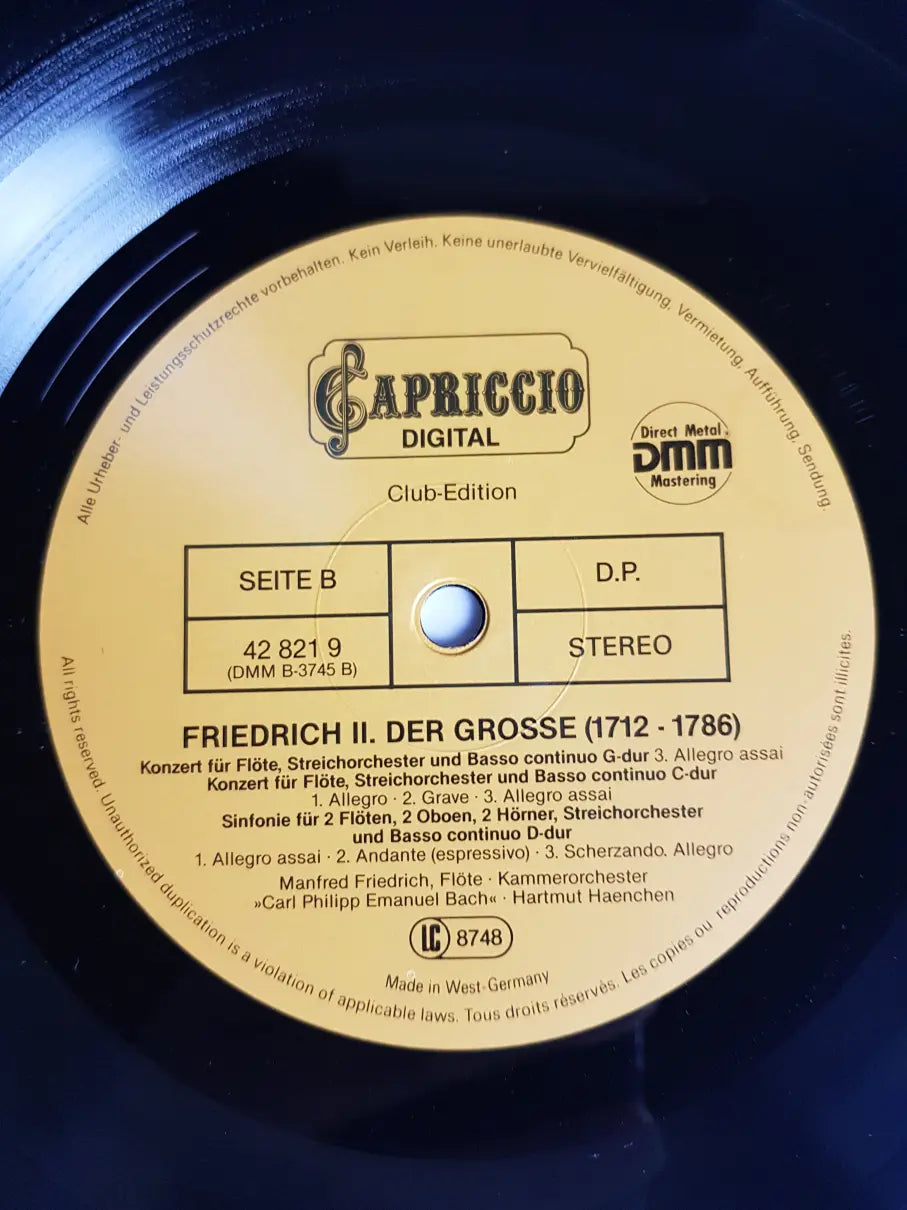 Alle Urheber- und Leistungsschutzrechte vorbehalten. Kein Verleih. Keine unerlaubte Vervielfältigung, Vermietung, Aufführung, Sendung.
CAPRICCIO
DIGITAL
Club-Edition
Direct Metal
DMM
Mastering
SEITE B
D.P.
42 821 9
(DMM B-3745 B)
STEREO
FRIEDRICH II. DER GROSSE (1712 - 1786)
Konzert für Flöte, Streichorchester und Basso continuo G-dur 3. Allegro assai
Konzert für Flöte, Streichorchester und Basso continuo C-dur
1. Allegro · 2. Grave · 3. Allegro assai
Sinfonie für 2 Flöten, 2 Oboen, 2 Hörner, Streichorchester
und Basso continuo D-dur
1. Allegro assai · 2. Andante (espressivo) · 3. Scherzando. Allegro
Manfred Friedrich, Flöte · Kammerorchester
»Carl Philipp Emanuel Bach« · Hartmut Haenchen
LC 8748
Made in West-Germany
All rights reserved. Unauthorized duplication is a violation of applicable laws. Tous droits réservés. Les copies ou reproductions non-autorisées sont illicites.